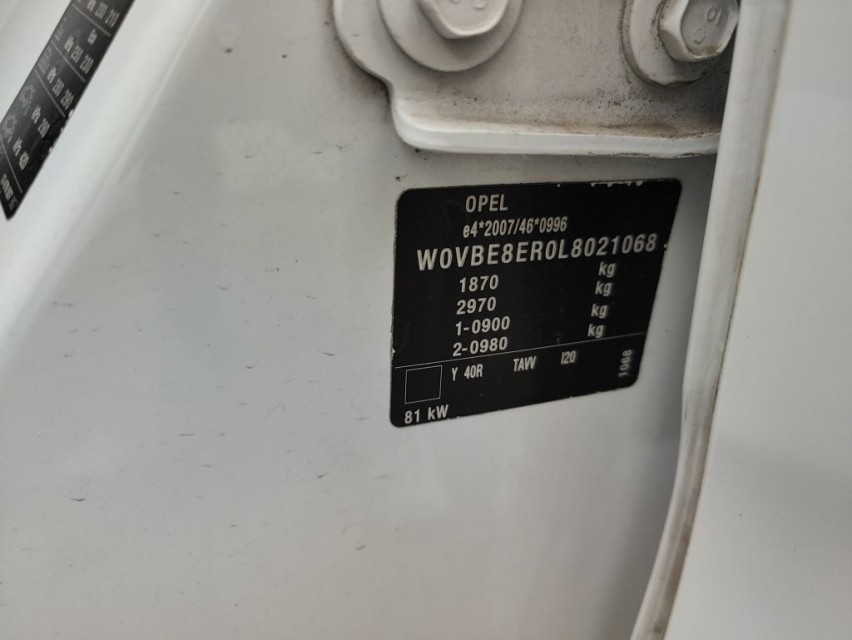 OPEL
e4*2007/46*0996
W0VBE8ER0L8021068
1870 kg
2970 kg
1-0900 kg
2-0980 kg
Y 40R TAVV I20
81 kW
1068